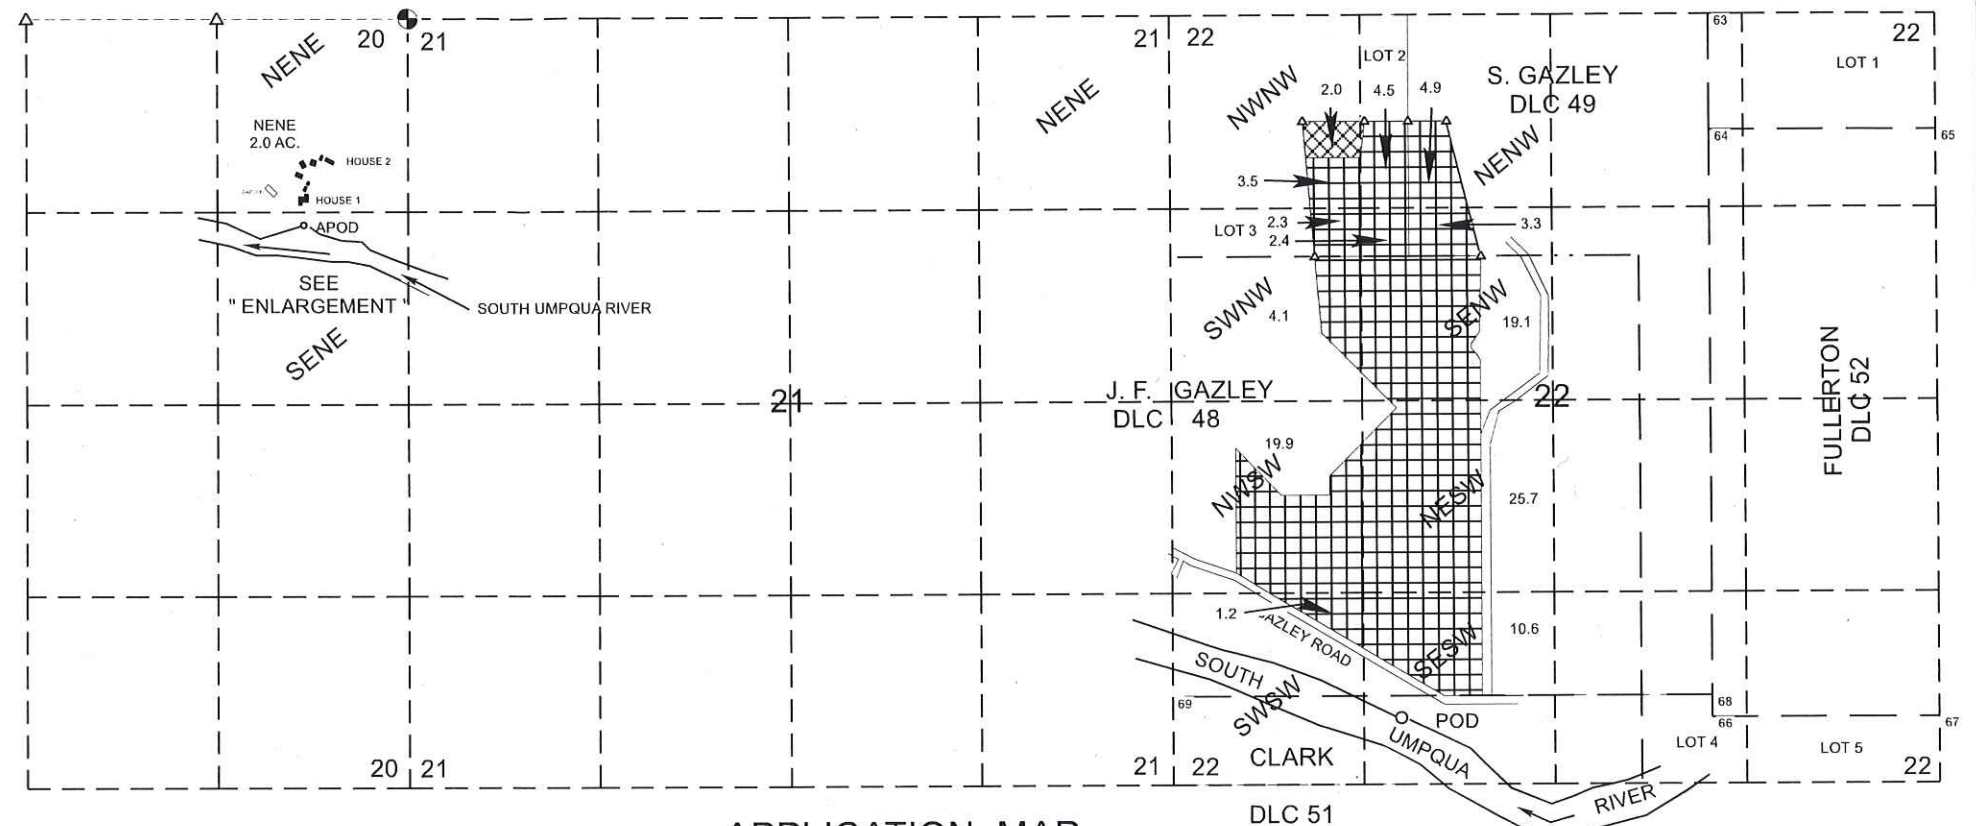 20
21
21
22
63
22
NENE
LOT 2
LOT 1
NENE
NWNW
2.0
4.5
4.9
S. GAZLEY
DLC 49
NENE
2.0 AC.
HOUSE 2
NENW
64
65
3.5
HOUSE 1
APOD
LOT 3
2.3
2.4
3.3
SEE
" ENLARGEMENT "
SOUTH UMPQUA RIVER
SENE
SWNW
4.1
SENW
19.1
FULLERTON
DLC 52
21
J. F. GAZLEY
DLC 48
22
19.9
NWSW
NESW
25.7
1.2
GAZLEY ROAD
10.6
SESW
SOUTH
UMPQUA
RIVER
69
SWSW
POD
68
66
67
LOT 4
LOT 5
20
21
21
22
CLARK
22
DLC 51
APPLICATION MAP